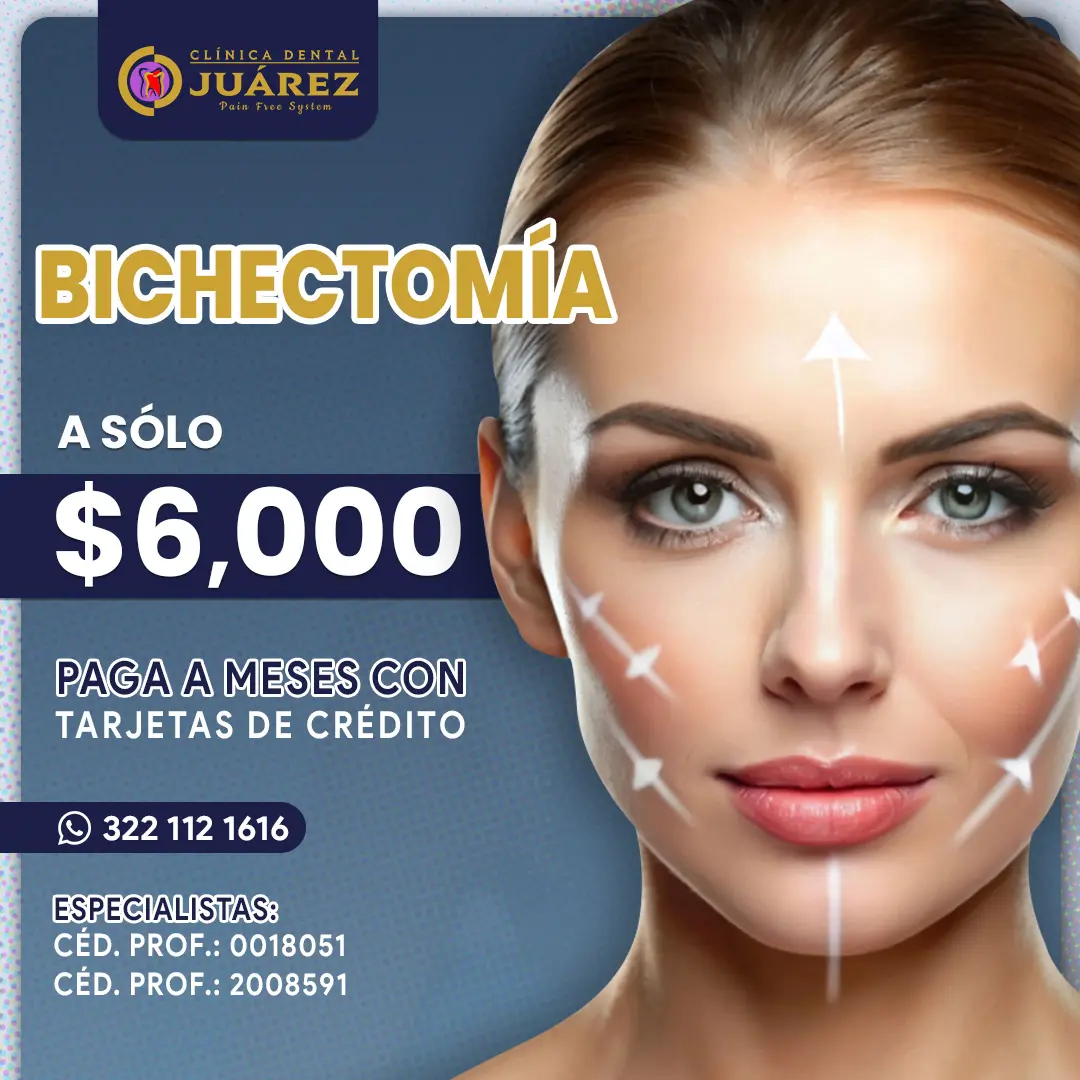 CLÍNICA DENTAL
JUÁREZ
Pain Free System
BICHECTOMÍA
A SÓLO
$6,000
PAGA A MESES CON
TARJETAS DE CRÉDITO
322 112 1616
ESPECIALISTAS:
CÉD. PROF.: 0018051
CÉD. PROF.: 2008591